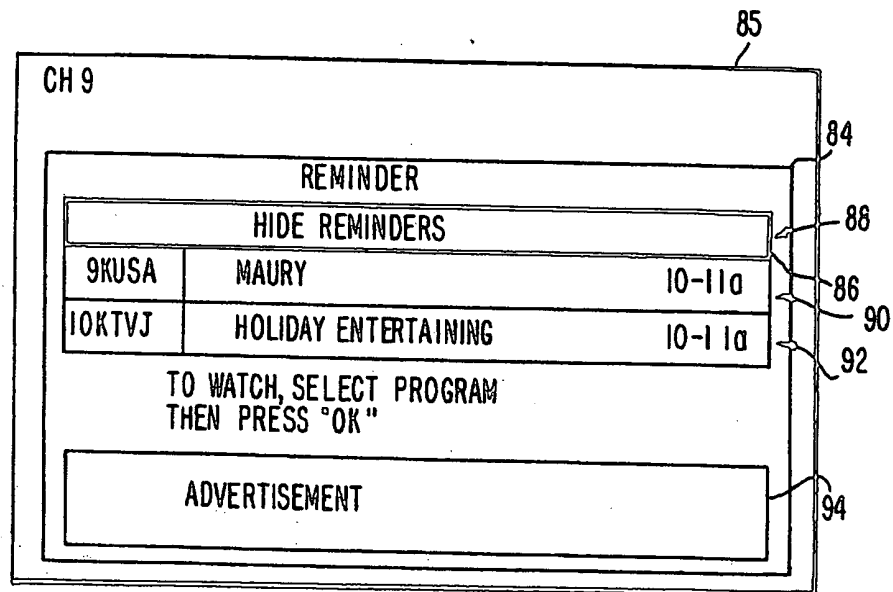 85
CH 9
84
REMINDER
HIDE REMINDERS
88
86
9KUSA MAURY 10-11a
90
10KTVJ HOLIDAY ENTERTAINING 10-11a
92
TO WATCH, SELECT PROGRAM
THEN PRESS "OK"
ADVERTISEMENT
94